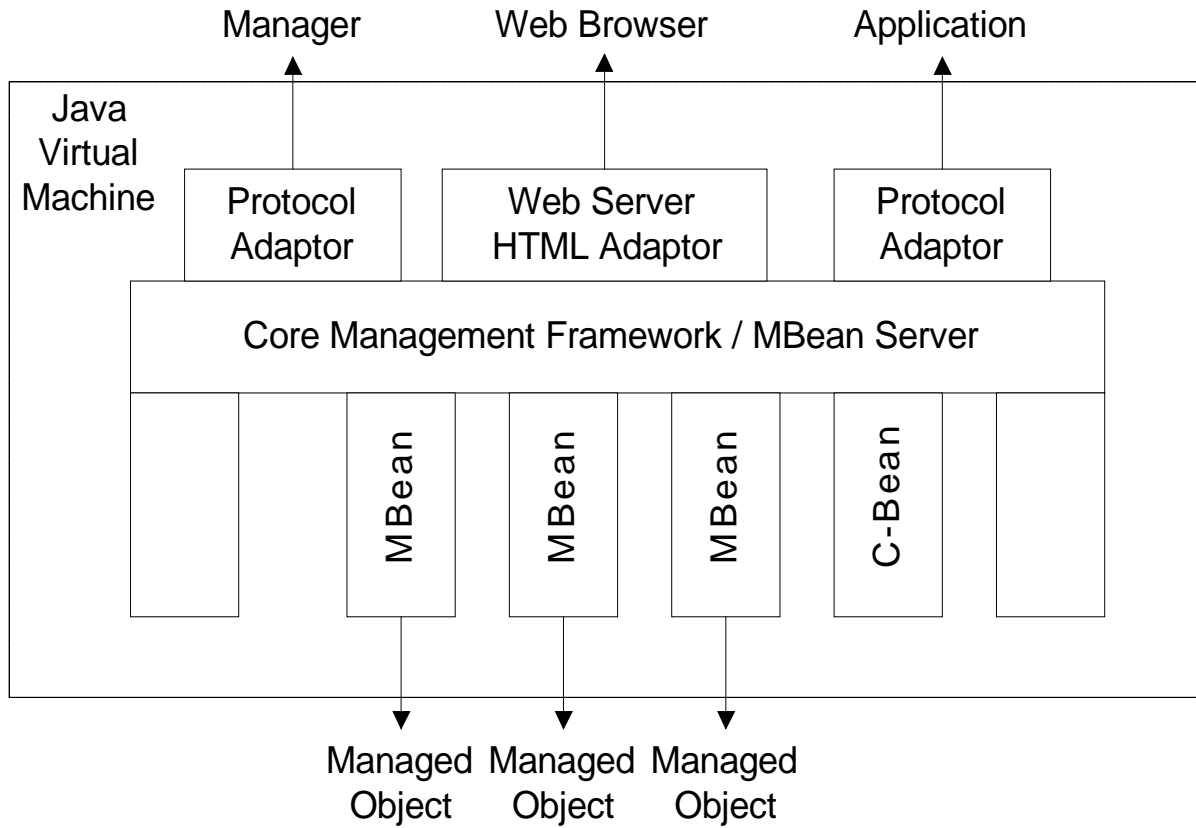 Manager
Web Browser
Application
Java
Virtual
Machine
Protocol
Adaptor
Web Server
HTML Adaptor
Protocol
Adaptor
Core Management Framework / MBean Server
MBean
MBean
MBean
C-Bean
Managed
Object
Managed
Object
Managed
Object